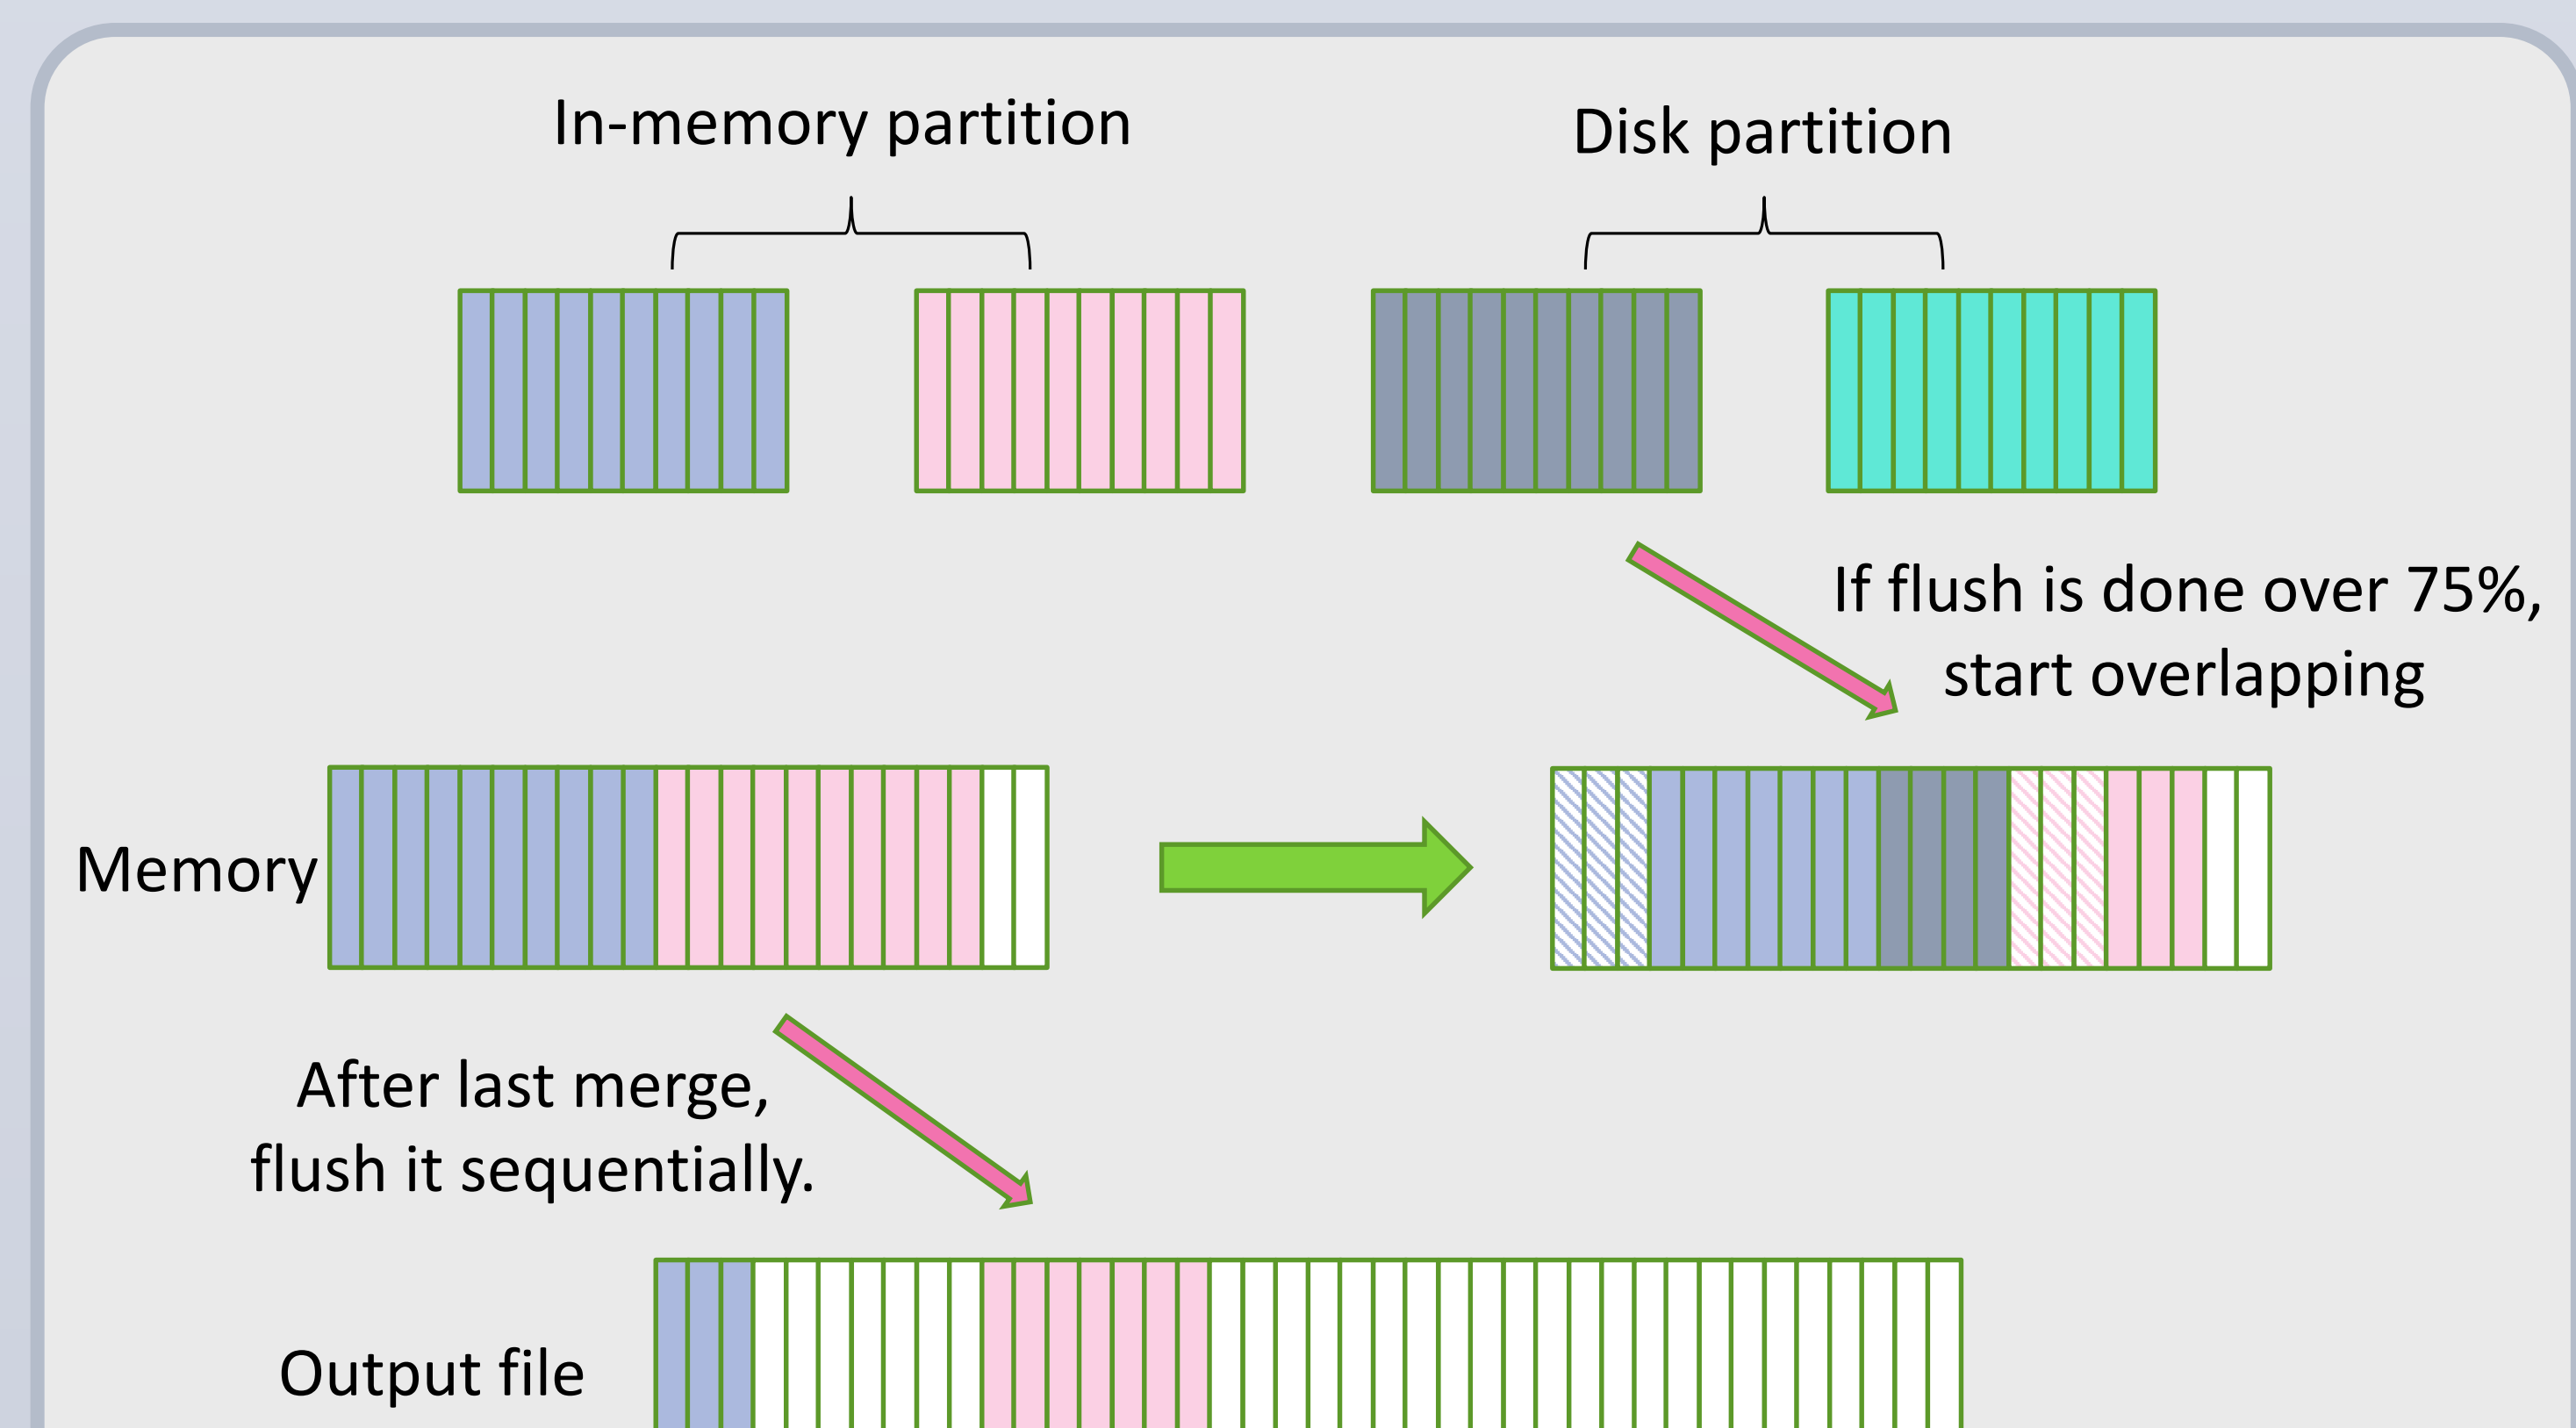 In-memory partition
Disk partition
If flush is done over 75%,
start overlapping
Memory
After last merge,
flush it sequentially.
Output file